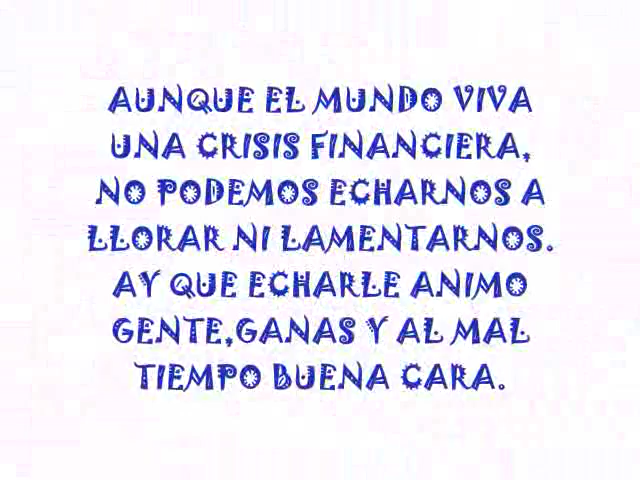 AUNQUE EL MUNDO VIVA
UNA CRISIS FINANCIERA,
NO PODEMOS ECHARNOS A
LLORAR NI LAMENTARNOS.
AY QUE ECHARLE ANIMO
GENTE,GANAS Y AL MAL
TIEMPO BUENA CARA.